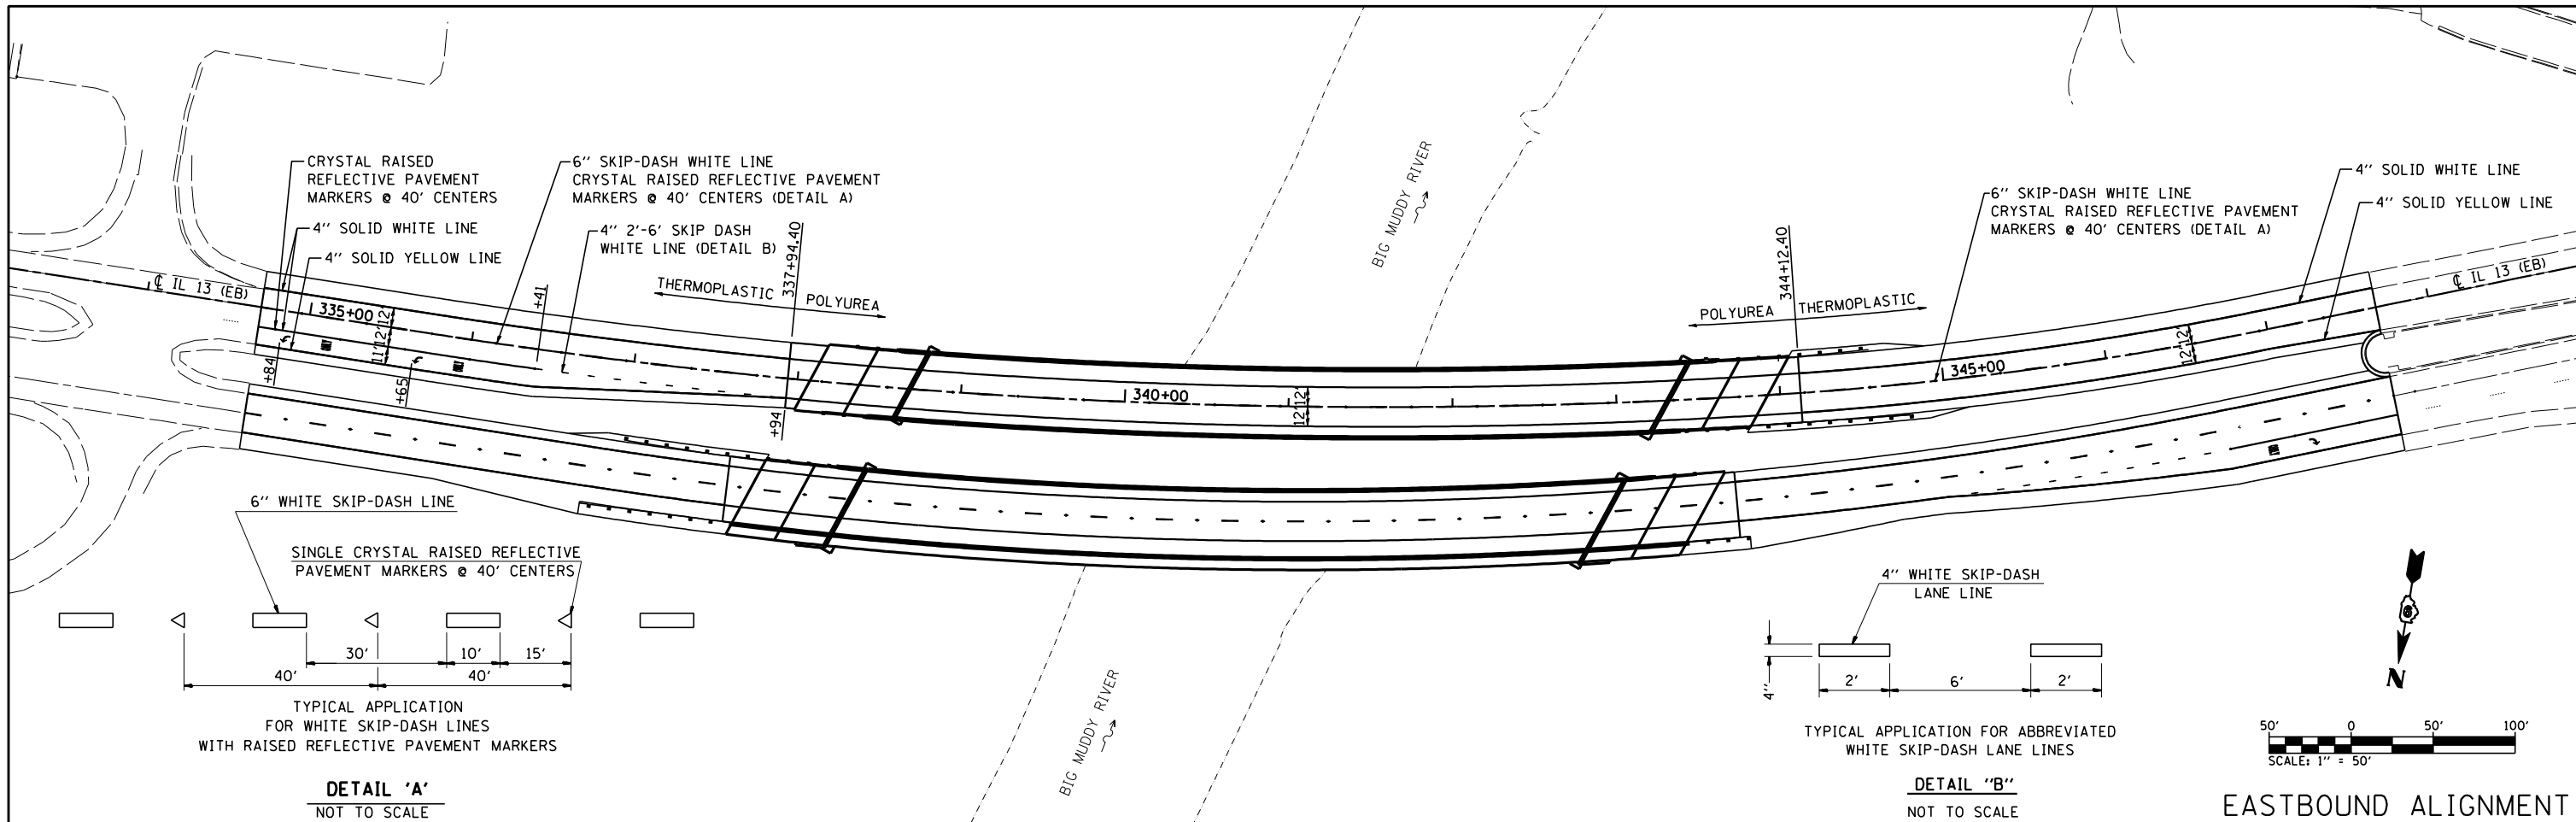 CRYSTAL RAISED
REFLECTIVE PAVEMENT
MARKERS @ 40' CENTERS
4'' SOLID WHITE LINE
4'' SOLID YELLOW LINE
6'' SKIP-DASH WHITE LINE
CRYSTAL RAISED REFLECTIVE PAVEMENT
MARKERS @ 40' CENTERS (DETAIL A)
4'' 2'-6' SKIP DASH
WHITE LINE (DETAIL B)
THERMOPLASTIC
337+94.40
POLYUREA
BIG MUDDY RIVER
344+12.40
POLYUREA
THERMOPLASTIC
6'' SKIP-DASH WHITE LINE
CRYSTAL RAISED REFLECTIVE PAVEMENT
MARKERS @ 40' CENTERS (DETAIL A)
4'' SOLID WHITE LINE
4'' SOLID YELLOW LINE
℄ IL 13 (EB)
℄ IL 13 (EB)
335+00
+41
12'
12'
11'
+84
+65
+94
340+00
12'
12'
345+00
12'
12'
6'' WHITE SKIP-DASH LINE
SINGLE CRYSTAL RAISED REFLECTIVE
PAVEMENT MARKERS @ 40' CENTERS
30'
10'
15'
40'
40'
TYPICAL APPLICATION
FOR WHITE SKIP-DASH LINES
WITH RAISED REFLECTIVE PAVEMENT MARKERS
DETAIL 'A'
NOT TO SCALE
BIG MUDDY RIVER
4'' WHITE SKIP-DASH
LANE LINE
4''
2'
6'
2'
TYPICAL APPLICATION FOR ABBREVIATED
WHITE SKIP-DASH LANE LINES
DETAIL ''B''
NOT TO SCALE
6
N
50'
0
50'
100'
SCALE: 1'' = 50'
EASTBOUND ALIGNMENT